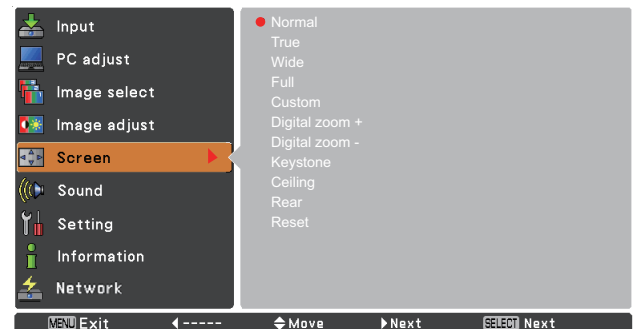 Input
PC adjust
Image select
Image adjust
Screen
Sound
Setting
Information
Network
Normal
True
Wide
Full
Custom
Digital zoom +
Digital zoom -
Keystone
Ceiling
Rear
Reset
MENU Exit ----- Move Next SELECT Next